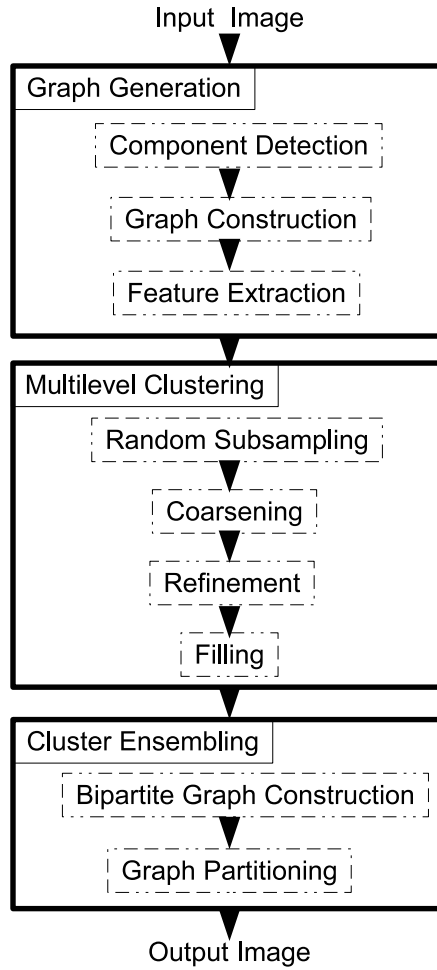 Input Image
Graph Generation
Component Detection
Graph Construction
Feature Extraction
Multilevel Clustering
Random Subsampling
Coarsening
Refinement
Filling
Cluster Ensembling
Bipartite Graph Construction
Graph Partitioning
Output Image